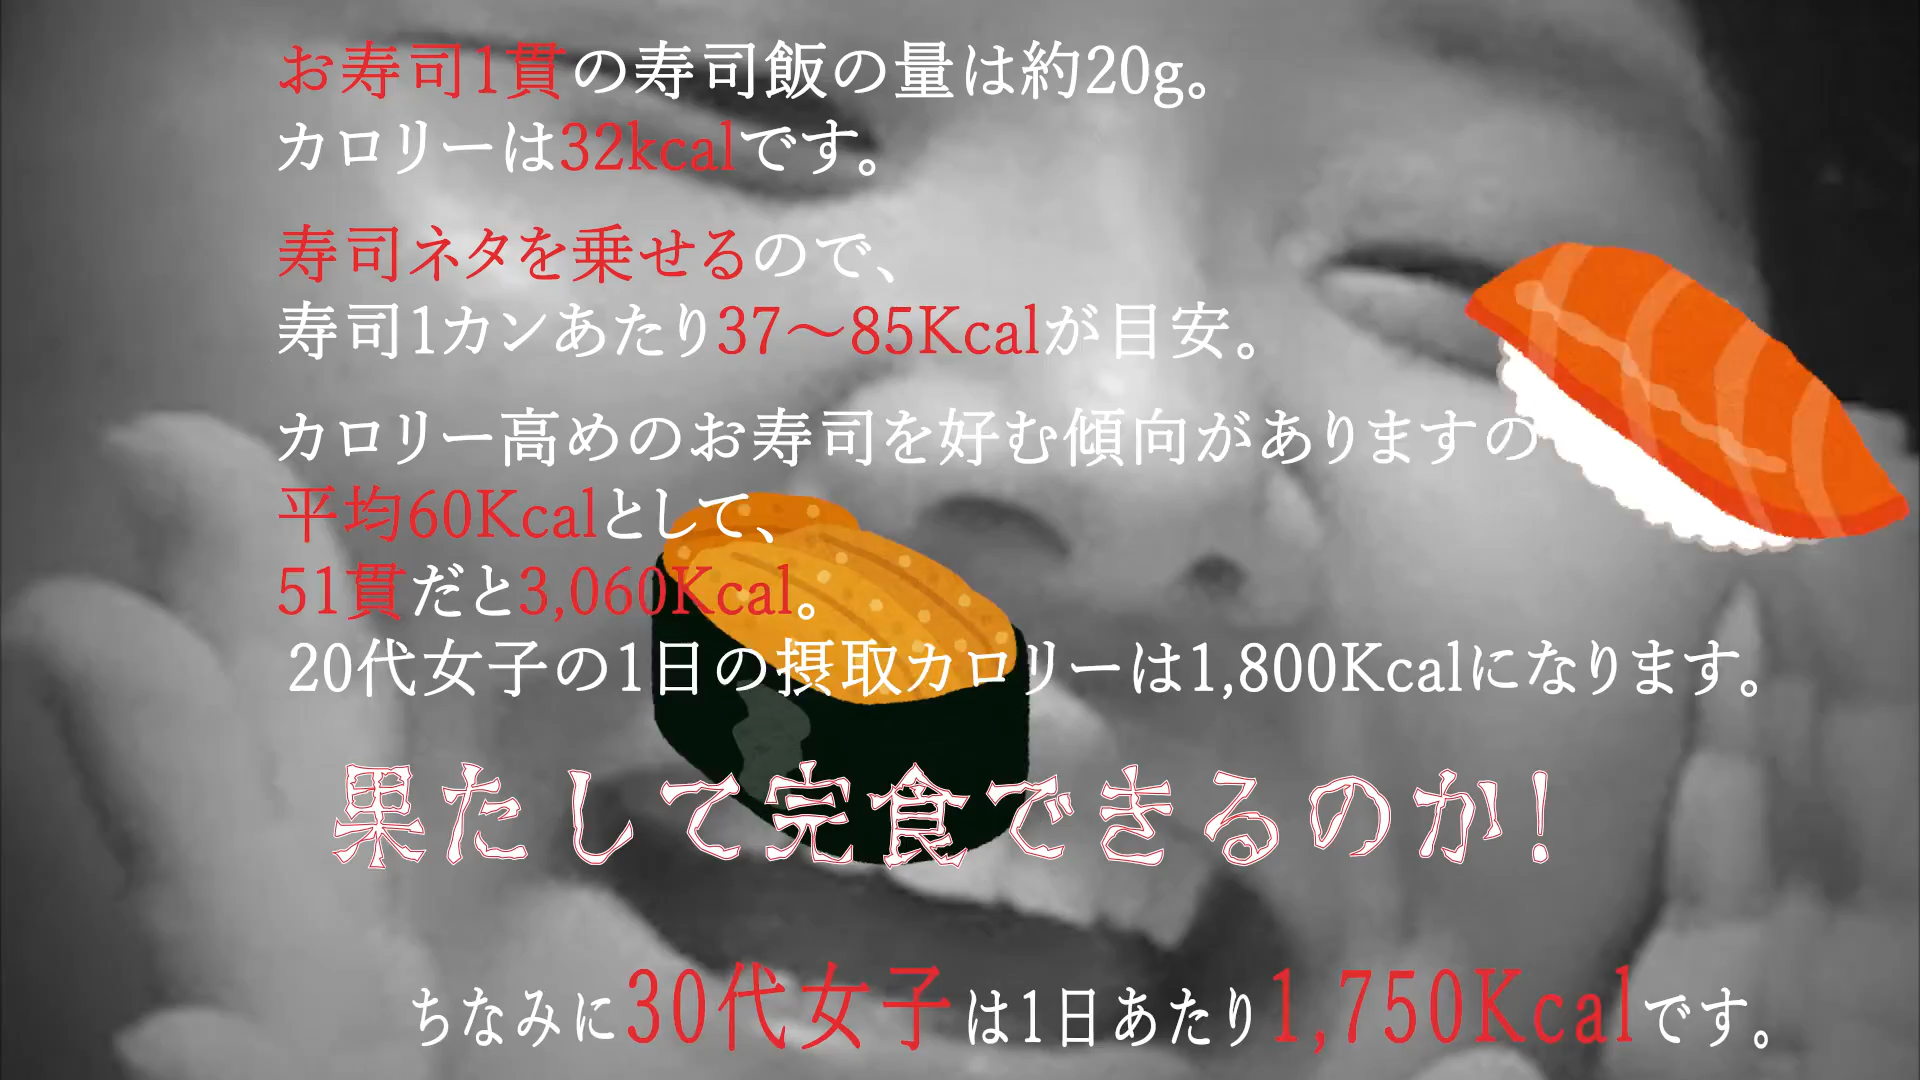 お寿司1貫の寿司飯の量は約20g。
カロリーは32kcalです。
寿司ネタを乗せるので、
寿司1カンあたり37～85Kcalが目安。
カロリー高めのお寿司を好む傾向がありますの
平均60Kcalとして、
51貫だと3,060Kcal。
20代女子の1日の摂取カロリーは1,800Kcalになります。
果たして完食できるのか!
ちなみに30代女子は1日あたり1,750Kcalです。